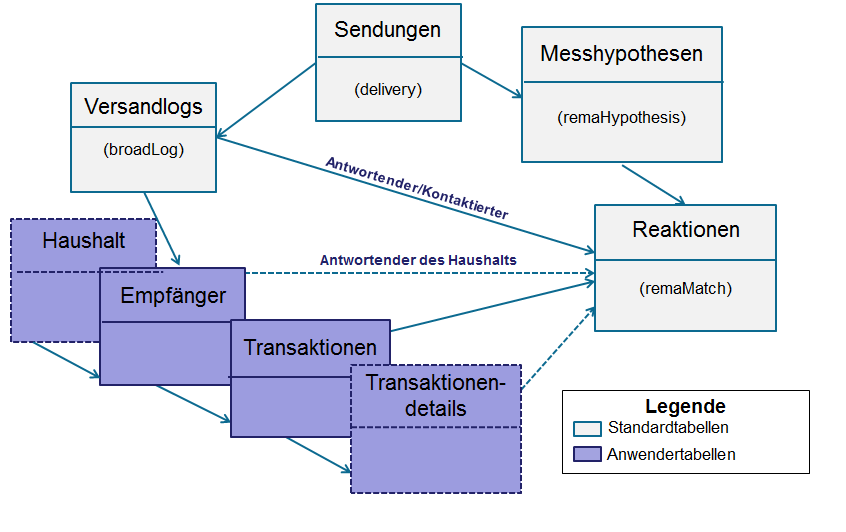 Sendungen
(delivery)
Messhypothesen
(remaHypothesis)
Versandlogs
(broadLog)
Antwortender/Kontaktierter
Reaktionen
(remaMatch)
Haushalt
Antwortender des Haushalts
Empfänger
Transaktionen
Transaktionen-
details
Legende
Standardtabellen
Anwendertabellen